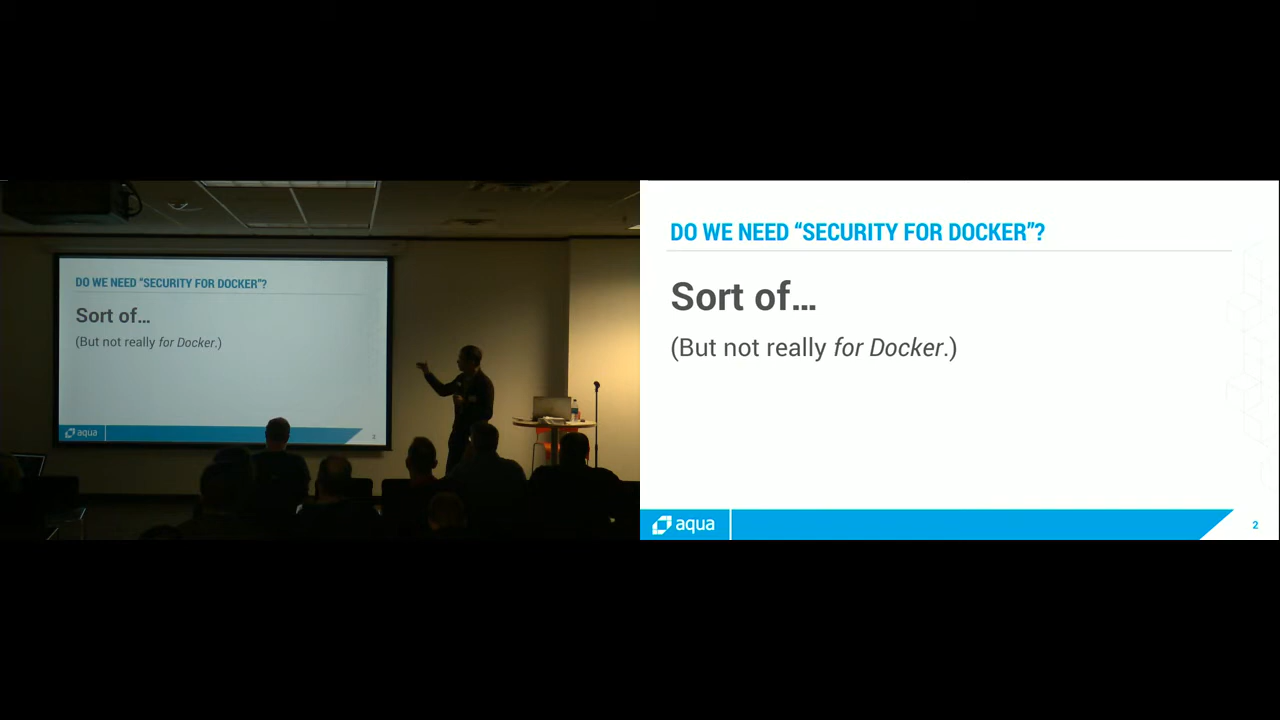 DO WE NEED “SECURITY FOR DOCKER”?
Sort of...
(But not really for Docker.)
aqua
2
DO WE NEED “SECURITY FOR DOCKER”?
Sort of...
(But not really for Docker.)
aqua
2